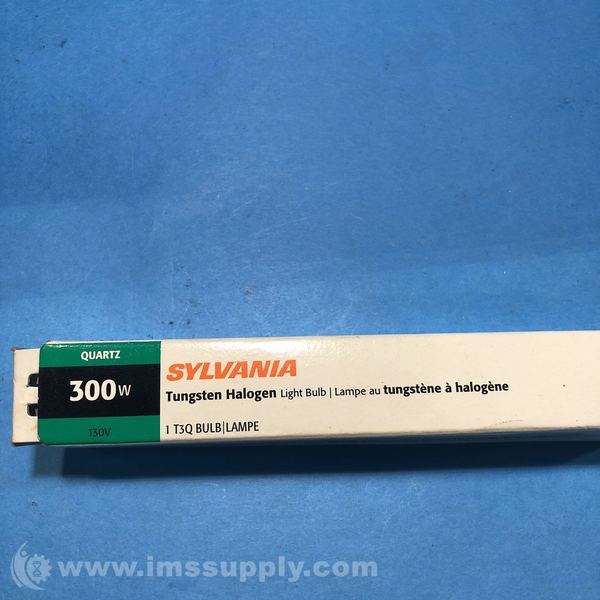 QUARTZ
300W
130V
SYLVANIA
Tungsten Halogen Light Bulb | Lampe au tungstène à halogène
1 T3Q BULB|LAMPE
www.imssupply.com